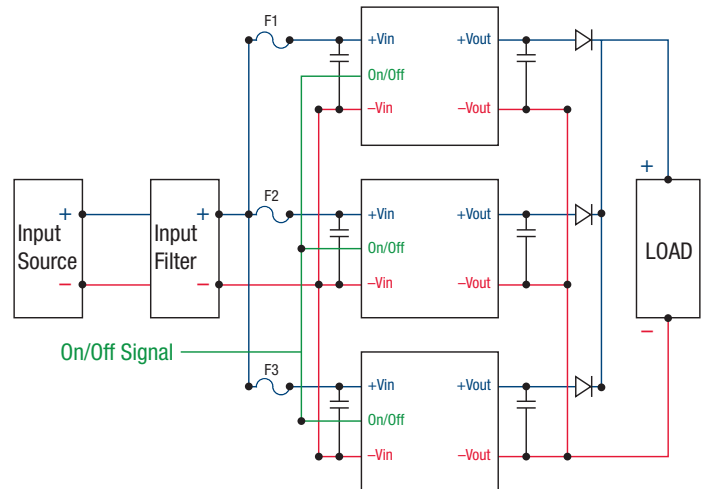 F1
+Vin
+Vout
On/Off
–Vin
–Vout
+
+
+
F2
+Vin
+Vout
Input
Source
Input
Filter
On/Off
LOAD
–
–
–Vin
–Vout
–
On/Off Signal
F3
+Vin
+Vout
On/Off
–Vin
–Vout